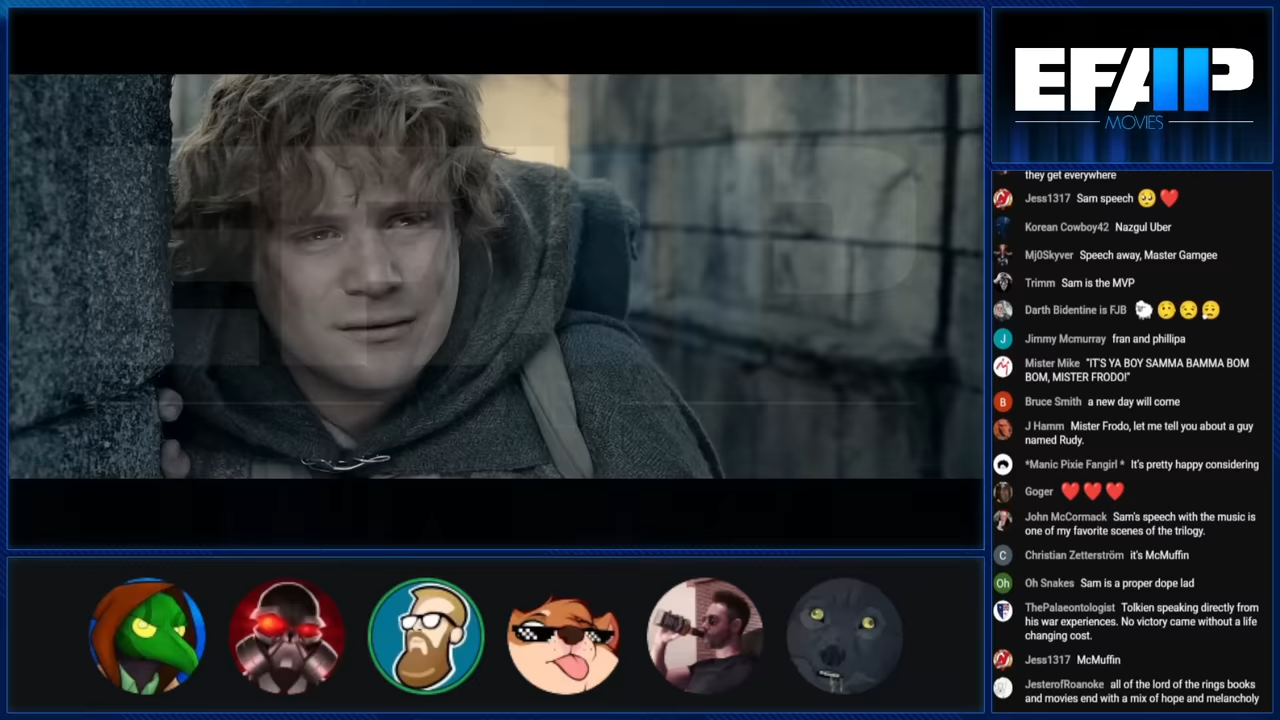 EFAP
MOVIES
they get everywhere
Jess1317 Sam speech 🥺❤️
Korean Cowboy42 Nazgul Uber
Mj0Skyver Speech away, Master Gamgee
Trimm Sam is the MVP
Darth Bidentine is FJB 🐑🤨😒😥
Jimmy Mcmurray fran and phillipa
J
Mister Mike "IT'S YA BOY SAMMA BAMMA BOM
BOM, MISTER FRODO!"
B
Bruce Smith a new day will come
J Hamm Mister Frodo, let me tell you about a guy
named Rudy.
*Manic Pixie Fangirl * It's pretty happy considering
Goger ❤️❤️❤️
John McCormack Sam's speech with the music is
one of my favorite scenes of the trilogy.
C
Christian Zetterström it's McMuffin
Oh
Oh Snakes Sam is a proper dope lad
ThePalaeontologist Tolkien speaking directly from
his war experiences. No victory came without a life
changing cost.
Jess1317 McMuffin
JesterofRoanoke all of the lord of the rings books
and movies end with a mix of hope and melancholy